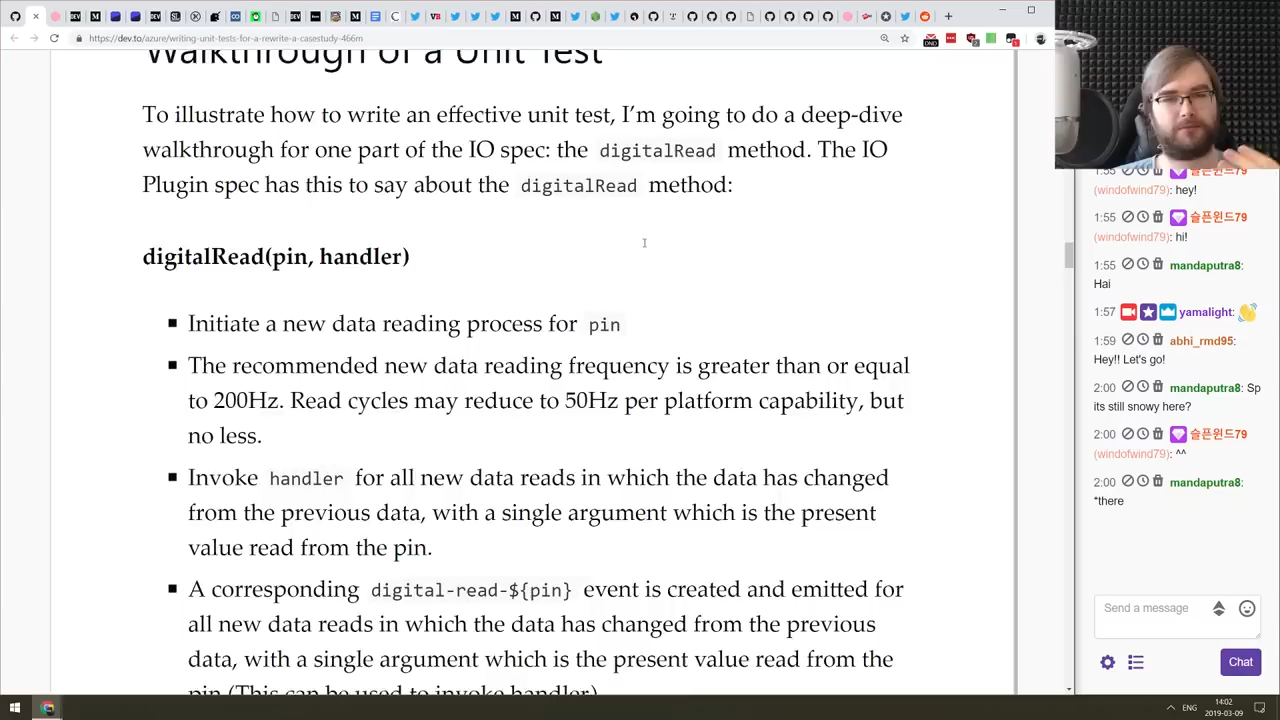 https://dev.to/azure/writing-unit-tests-for-a-rewrite-a-casestudy-466m
Walkthrough of a Unit Test
To illustrate how to write an effective unit test, I'm going to do a deep-dive
walkthrough for one part of the IO spec: the digitalRead method. The IO
Plugin spec has this to say about the digitalRead method:
digitalRead(pin, handler)
Initiate a new data reading process for pin
The recommended new data reading frequency is greater than or equal
to 200Hz. Read cycles may reduce to 50Hz per platform capability, but
no less.
Invoke handler for all new data reads in which the data has changed
from the previous data, with a single argument which is the present
value read from the pin.
A corresponding digital-read-${pin} event is created and emitted for
all new data reads in which the data has changed from the previous
data, with a single argument which is the present value read from the
pin (This can be used to invoke handler)
1:55 슬픈윈드79
(windofwind79): hey!
1:55 슬픈윈드79
(windofwind79): hi!
1:55 mandaputra8:
Hai
1:57 yamalight:
1:59 abhi_rmd95:
Hey!! Let's go!
2:00 mandaputra8: Sp
its still snowy here?
2:00 슬픈윈드79
(windofwind79): ^^
2:00 mandaputra8:
*there
Send a message
Chat
ENG
14:02
2019-03-09